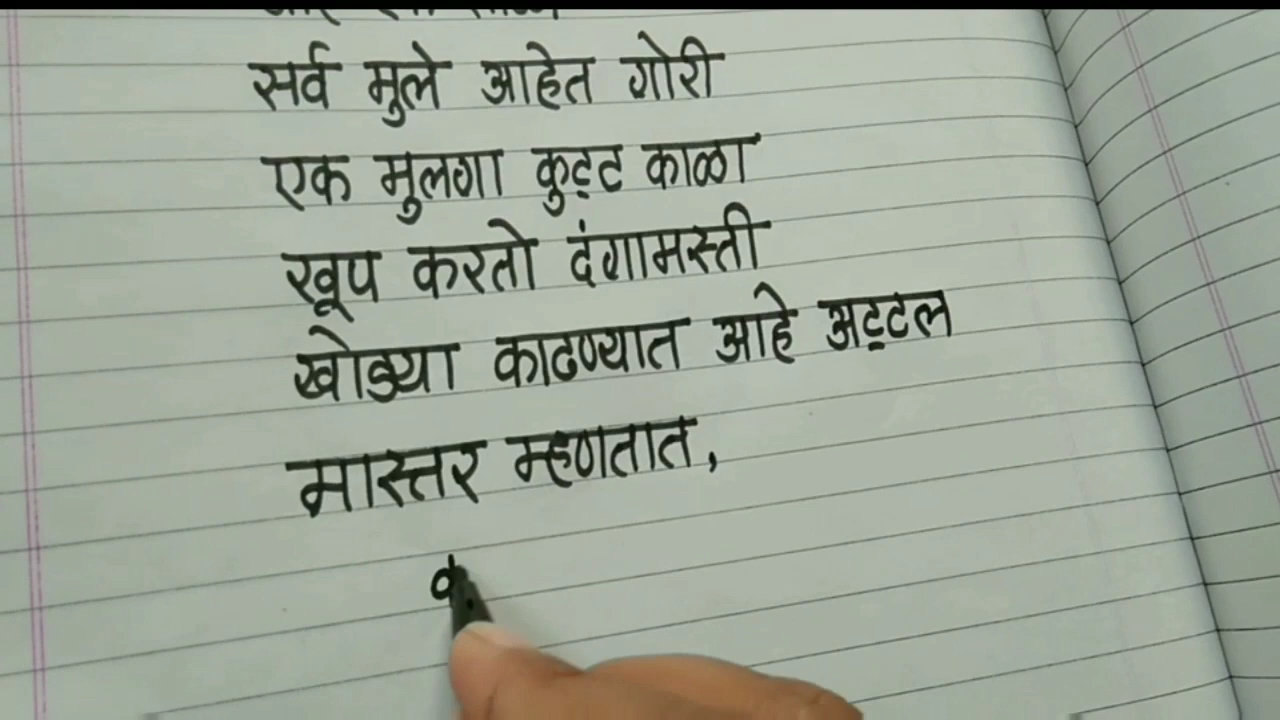 सर्व मुले आहेत गोरी
एक मुलगा कुट्ट काळा
खूप करतो दंगामस्ती
खोड्या काढण्यात आहे अट्टल
मास्तर म्हणतात,